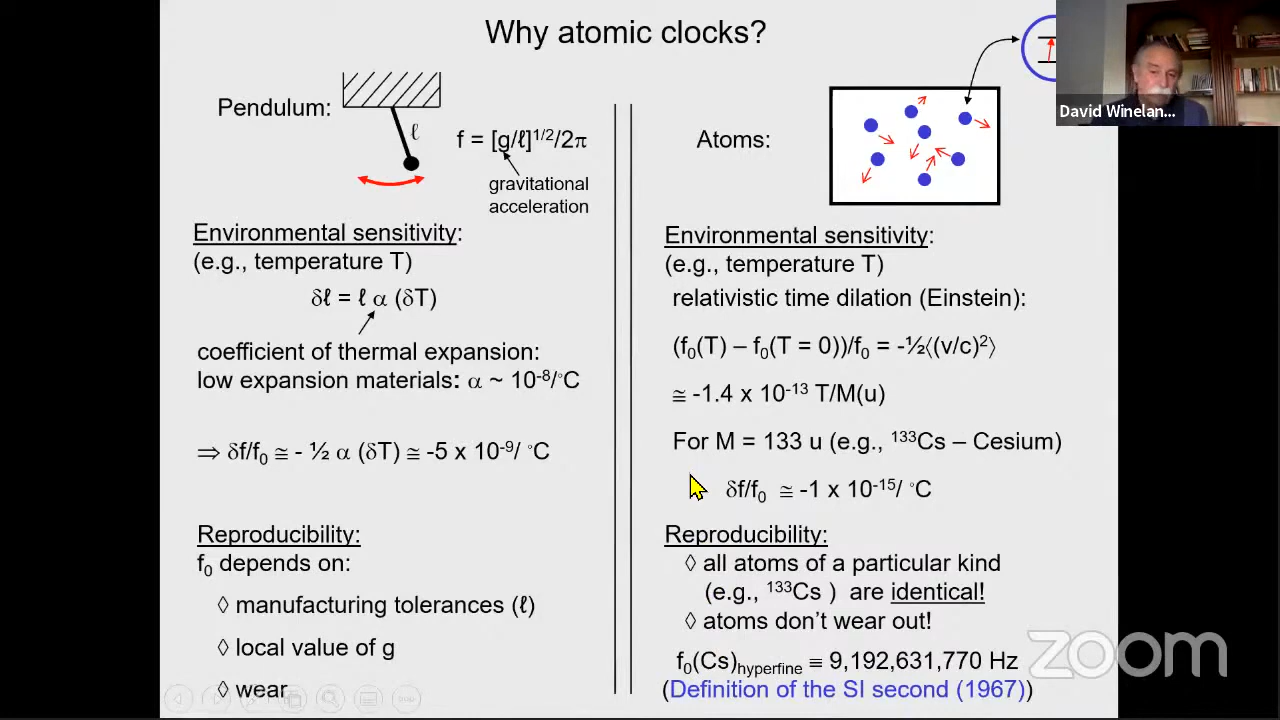 Why atomic clocks?
David Winelan...
Pendulum:
ℓ
f = [g/ℓ]1/2/2π
gravitational
acceleration
Environmental sensitivity:
(e.g., temperature T)
δℓ = ℓ α (δT)
coefficient of thermal expansion:
low expansion materials: α ~ 10-8/°C
⇒ δf/f0 ≅ - ½ α (δT) ≅ -5 x 10-9/ °C
Reproducibility:
f0 depends on:
◊ manufacturing tolerances (ℓ)
◊ local value of g
◊ wear
Atoms:
Environmental sensitivity:
(e.g., temperature T)
relativistic time dilation (Einstein):
(f0(T) – f0(T = 0))/f0 = -½⟨(v/c)2⟩
≅ -1.4 x 10-13 T/M(u)
For M = 133 u (e.g., 133Cs – Cesium)
δf/f0 ≅ -1 x 10-15/ °C
Reproducibility:
◊ all atoms of a particular kind
(e.g., 133Cs ) are identical!
◊ atoms don't wear out!
f0(Cs)hyperfine ≡ 9,192,631,770 Hz
(Definition of the SI second (1967))
zoom